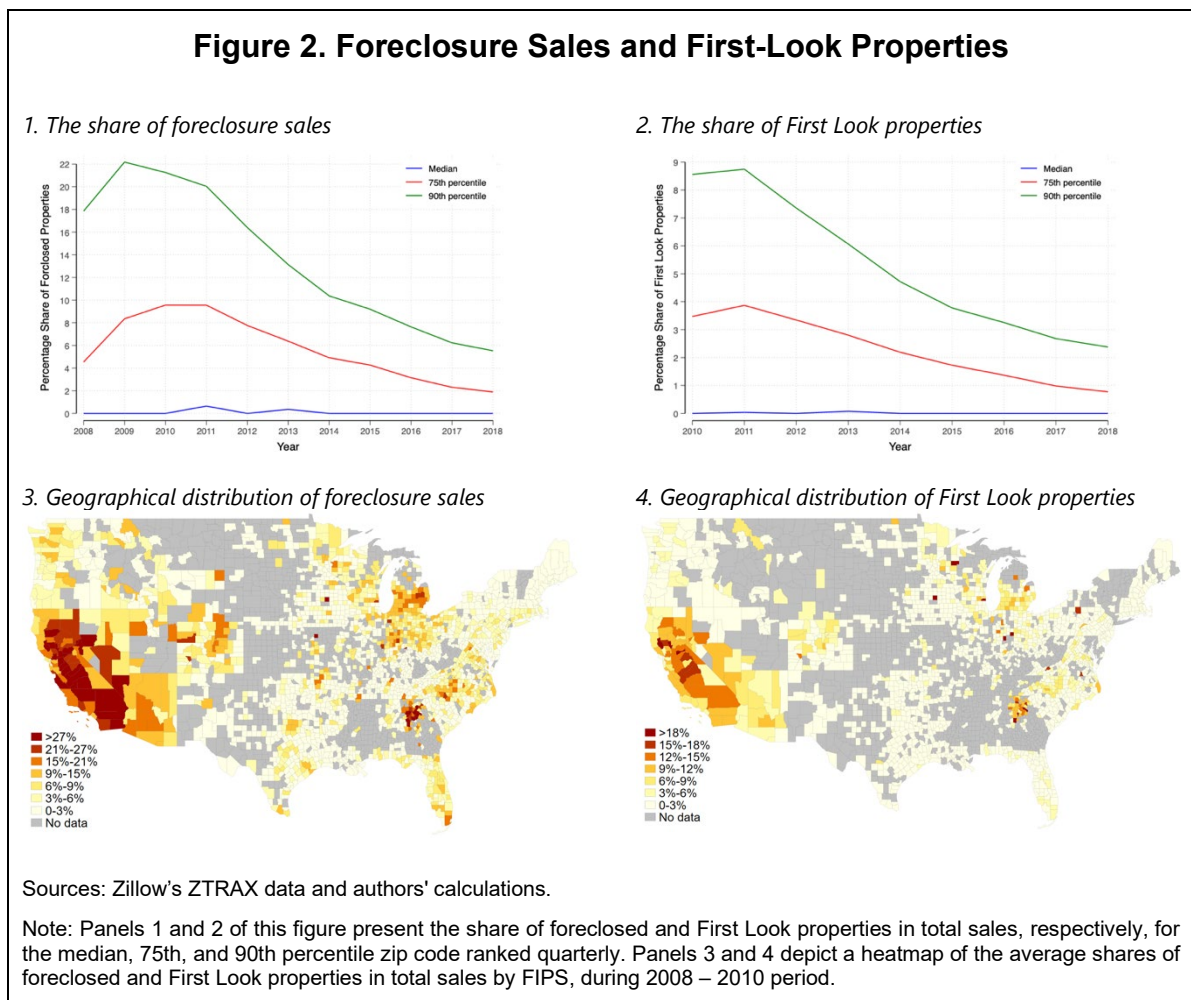 Figure 2. Foreclosure Sales and First-Look Properties
1. The share of foreclosure sales
Percentage Share of Forclosed Properties
22
20
18
16
14
12
10
8
6
4
2
0
Median
75th percentile
90th percentile
2008 2009 2010 2011 2012 2013 2014 2015 2016 2017 2018
Year
2. The share of First Look properties
Percentage Share of First Look Properties
9
8
7
6
5
4
3
2
1
0
Median
75th percentile
90th percentile
2010 2011 2012 2013 2014 2015 2016 2017 2018
Year
3. Geographical distribution of foreclosure sales
>27%
21%-27%
15%-21%
9%-15%
6%-9%
3%-6%
0-3%
No data
4. Geographical distribution of First Look properties
>18%
15%-18%
12%-15%
9%-12%
6%-9%
3%-6%
0-3%
No data
Sources: Zillow's ZTRAX data and authors' calculations.
Note: Panels 1 and 2 of this figure present the share of foreclosed and First Look properties in total sales, respectively, for
the median, 75th, and 90th percentile zip code ranked quarterly. Panels 3 and 4 depict a heatmap of the average shares of
foreclosed and First Look properties in total sales by FIPS, during 2008 – 2010 period.